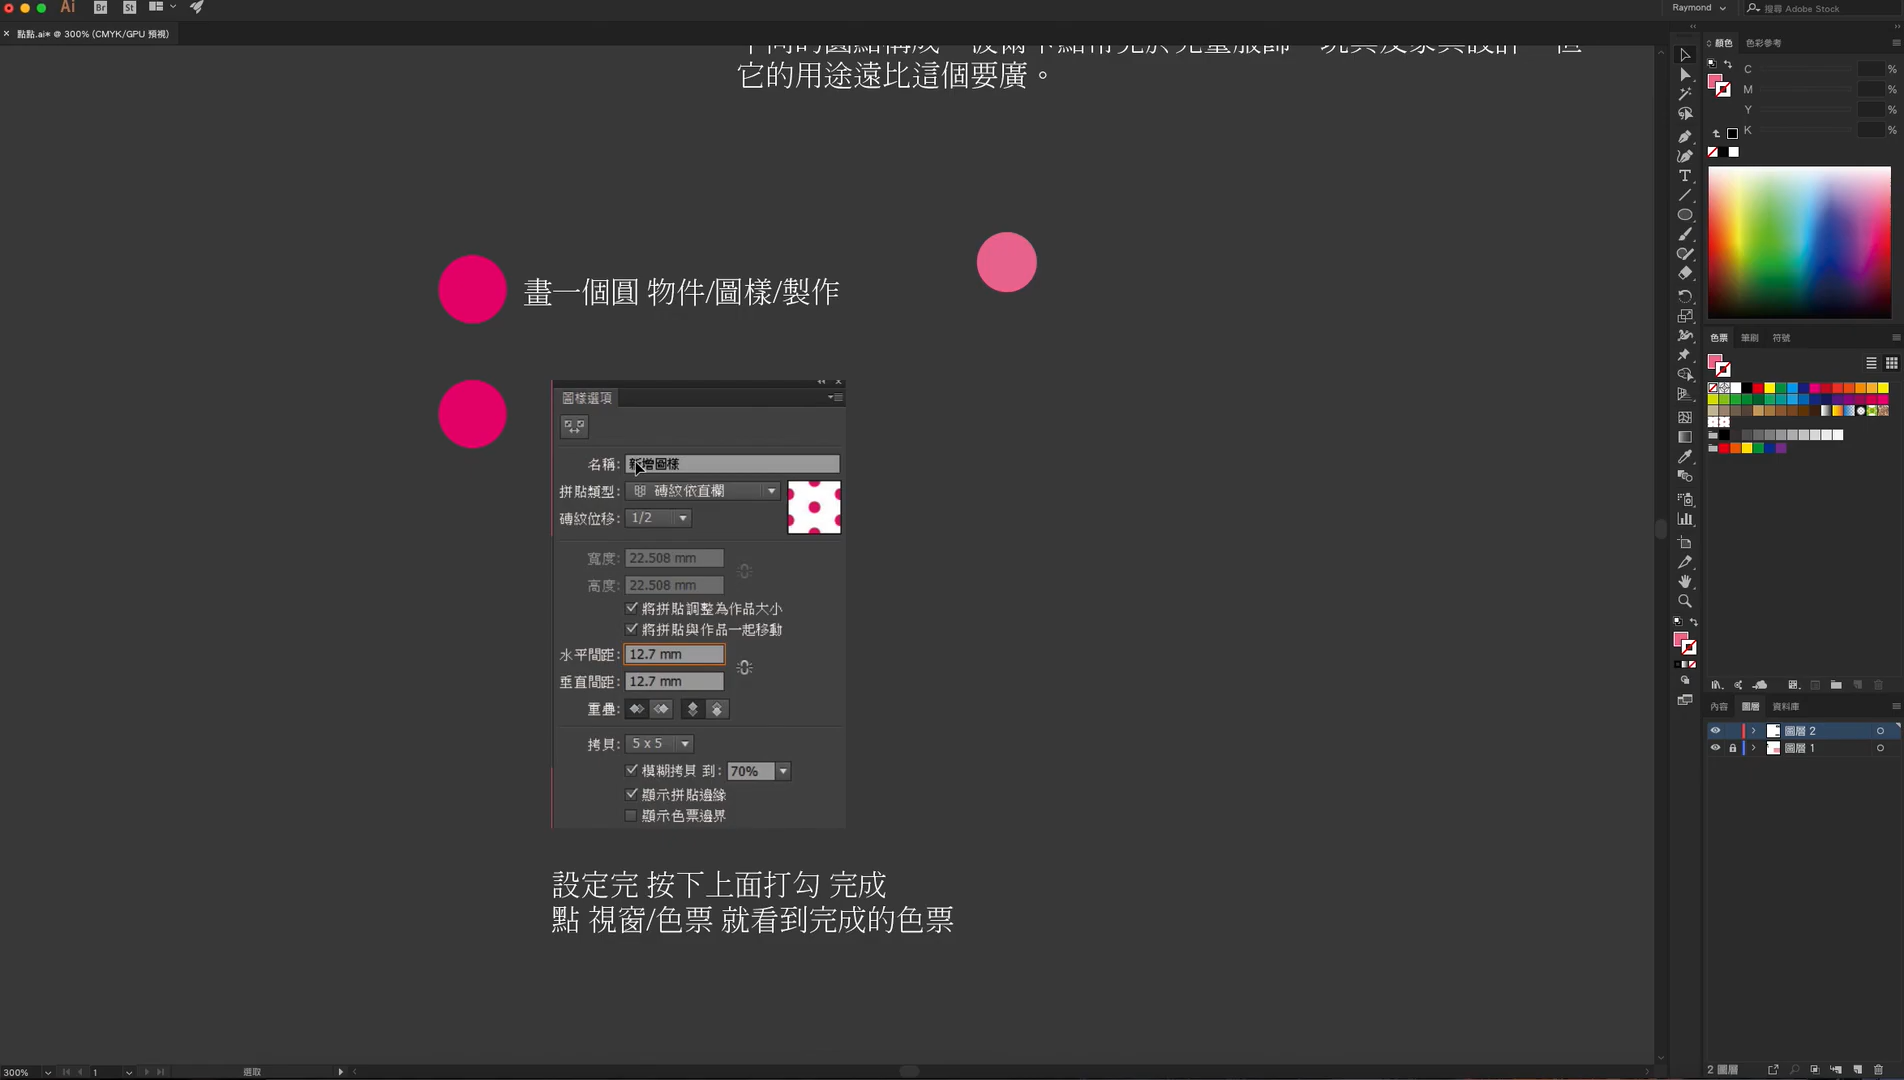 Ai
Br
St
Raymond
搜尋 Adobe Stock
點點.ai* @ 300% (CMYK/GPU 預視)
它的用途遠比這個要廣。
畫一個圓 物件/圖樣/製作
圖樣選項
名稱: 新增圖樣
拼貼類型: 磚紋依直欄
磚紋位移: 1/2
寬度: 22.508 mm
高度: 22.508 mm
將拼貼調整為作品大小
將拼貼與作品一起移動
水平間距: 12.7 mm
垂直間距: 12.7 mm
重疊:
拷貝: 5 x 5
模糊拷貝 到: 70%
顯示拼貼邊緣
顯示色票邊界
設定完 按下上面打勾 完成
點 視窗/色票 就看到完成的色票
顏色 色彩參考
C %
M %
Y %
K %
色票 筆刷 符號
內容 圖層 資料庫
圖層 2
圖層 1
2 圖層
300%
1
選取